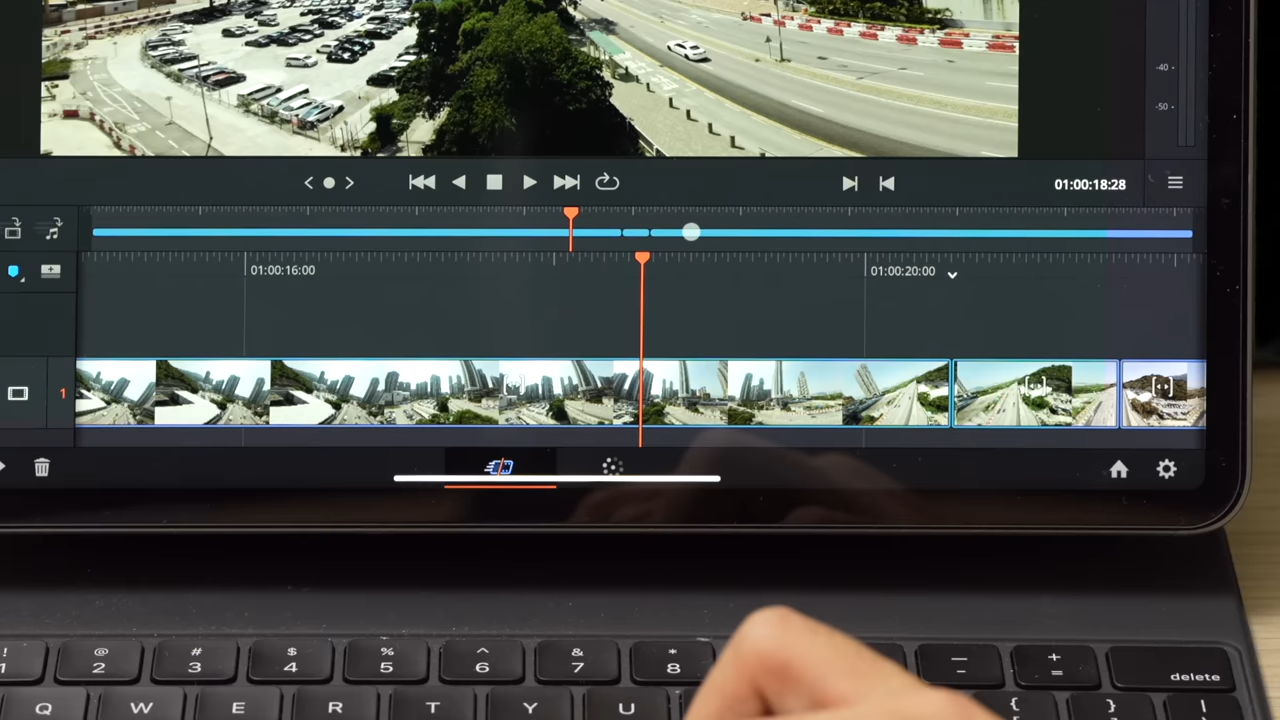 -40
-50
01:00:18:28
01:00:16:00
01:00:20:00
1
! @ # $ % ^ & * — +
1 2 3 4 5 6 7 8 - =
delete
Q W E R T Y U { } |